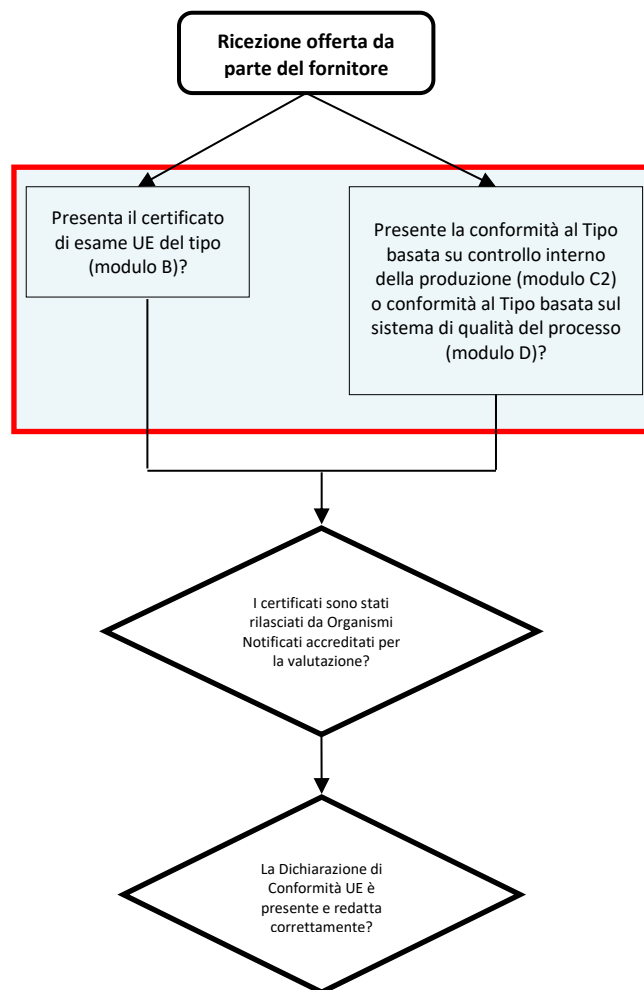 Ricezione offerta da
parte del fornitore
Presenta il certificato
di esame UE del tipo
(modulo B)?
Presente la conformità al Tipo
basata su controllo interno
della produzione (modulo C2)
o conformità al Tipo basata sul
sistema di qualità del processo
(modulo D)?
I certificati sono stati
rilasciati da Organismi
Notificati accreditati per
la valutazione?
La Dichiarazione di
Conformità UE è
presente e redatta
correttamente?